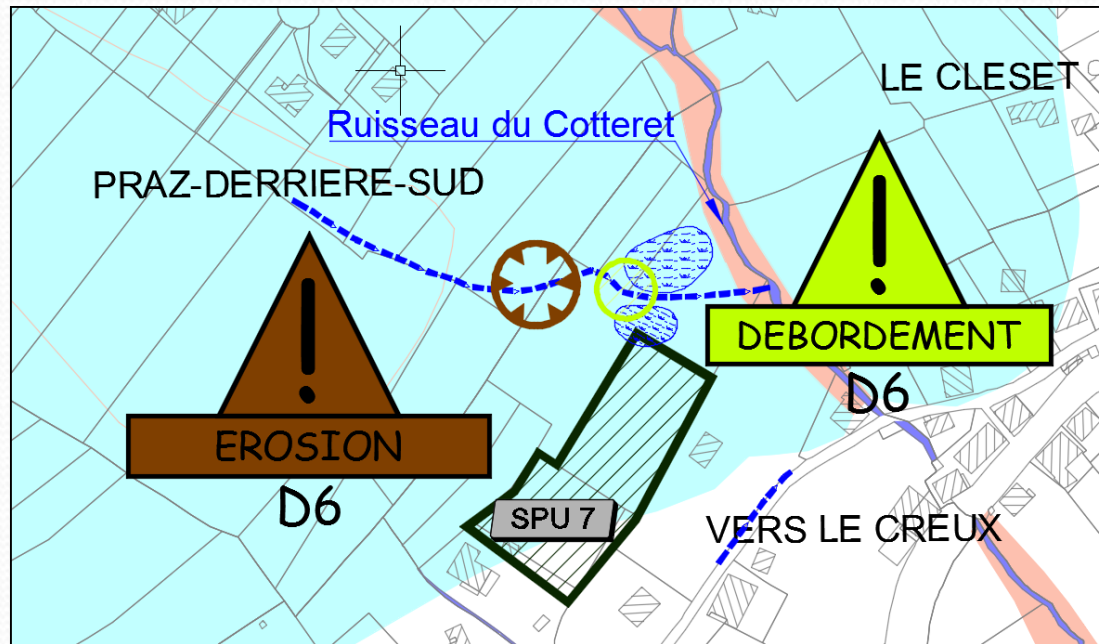 LE CLESET
Ruisseau du Cotteret
PRAZ-DERRIERE-SUD
!
!
DEBORDEMENT
D6
EROSION
D6
SPU 7
VERS LE CREUX